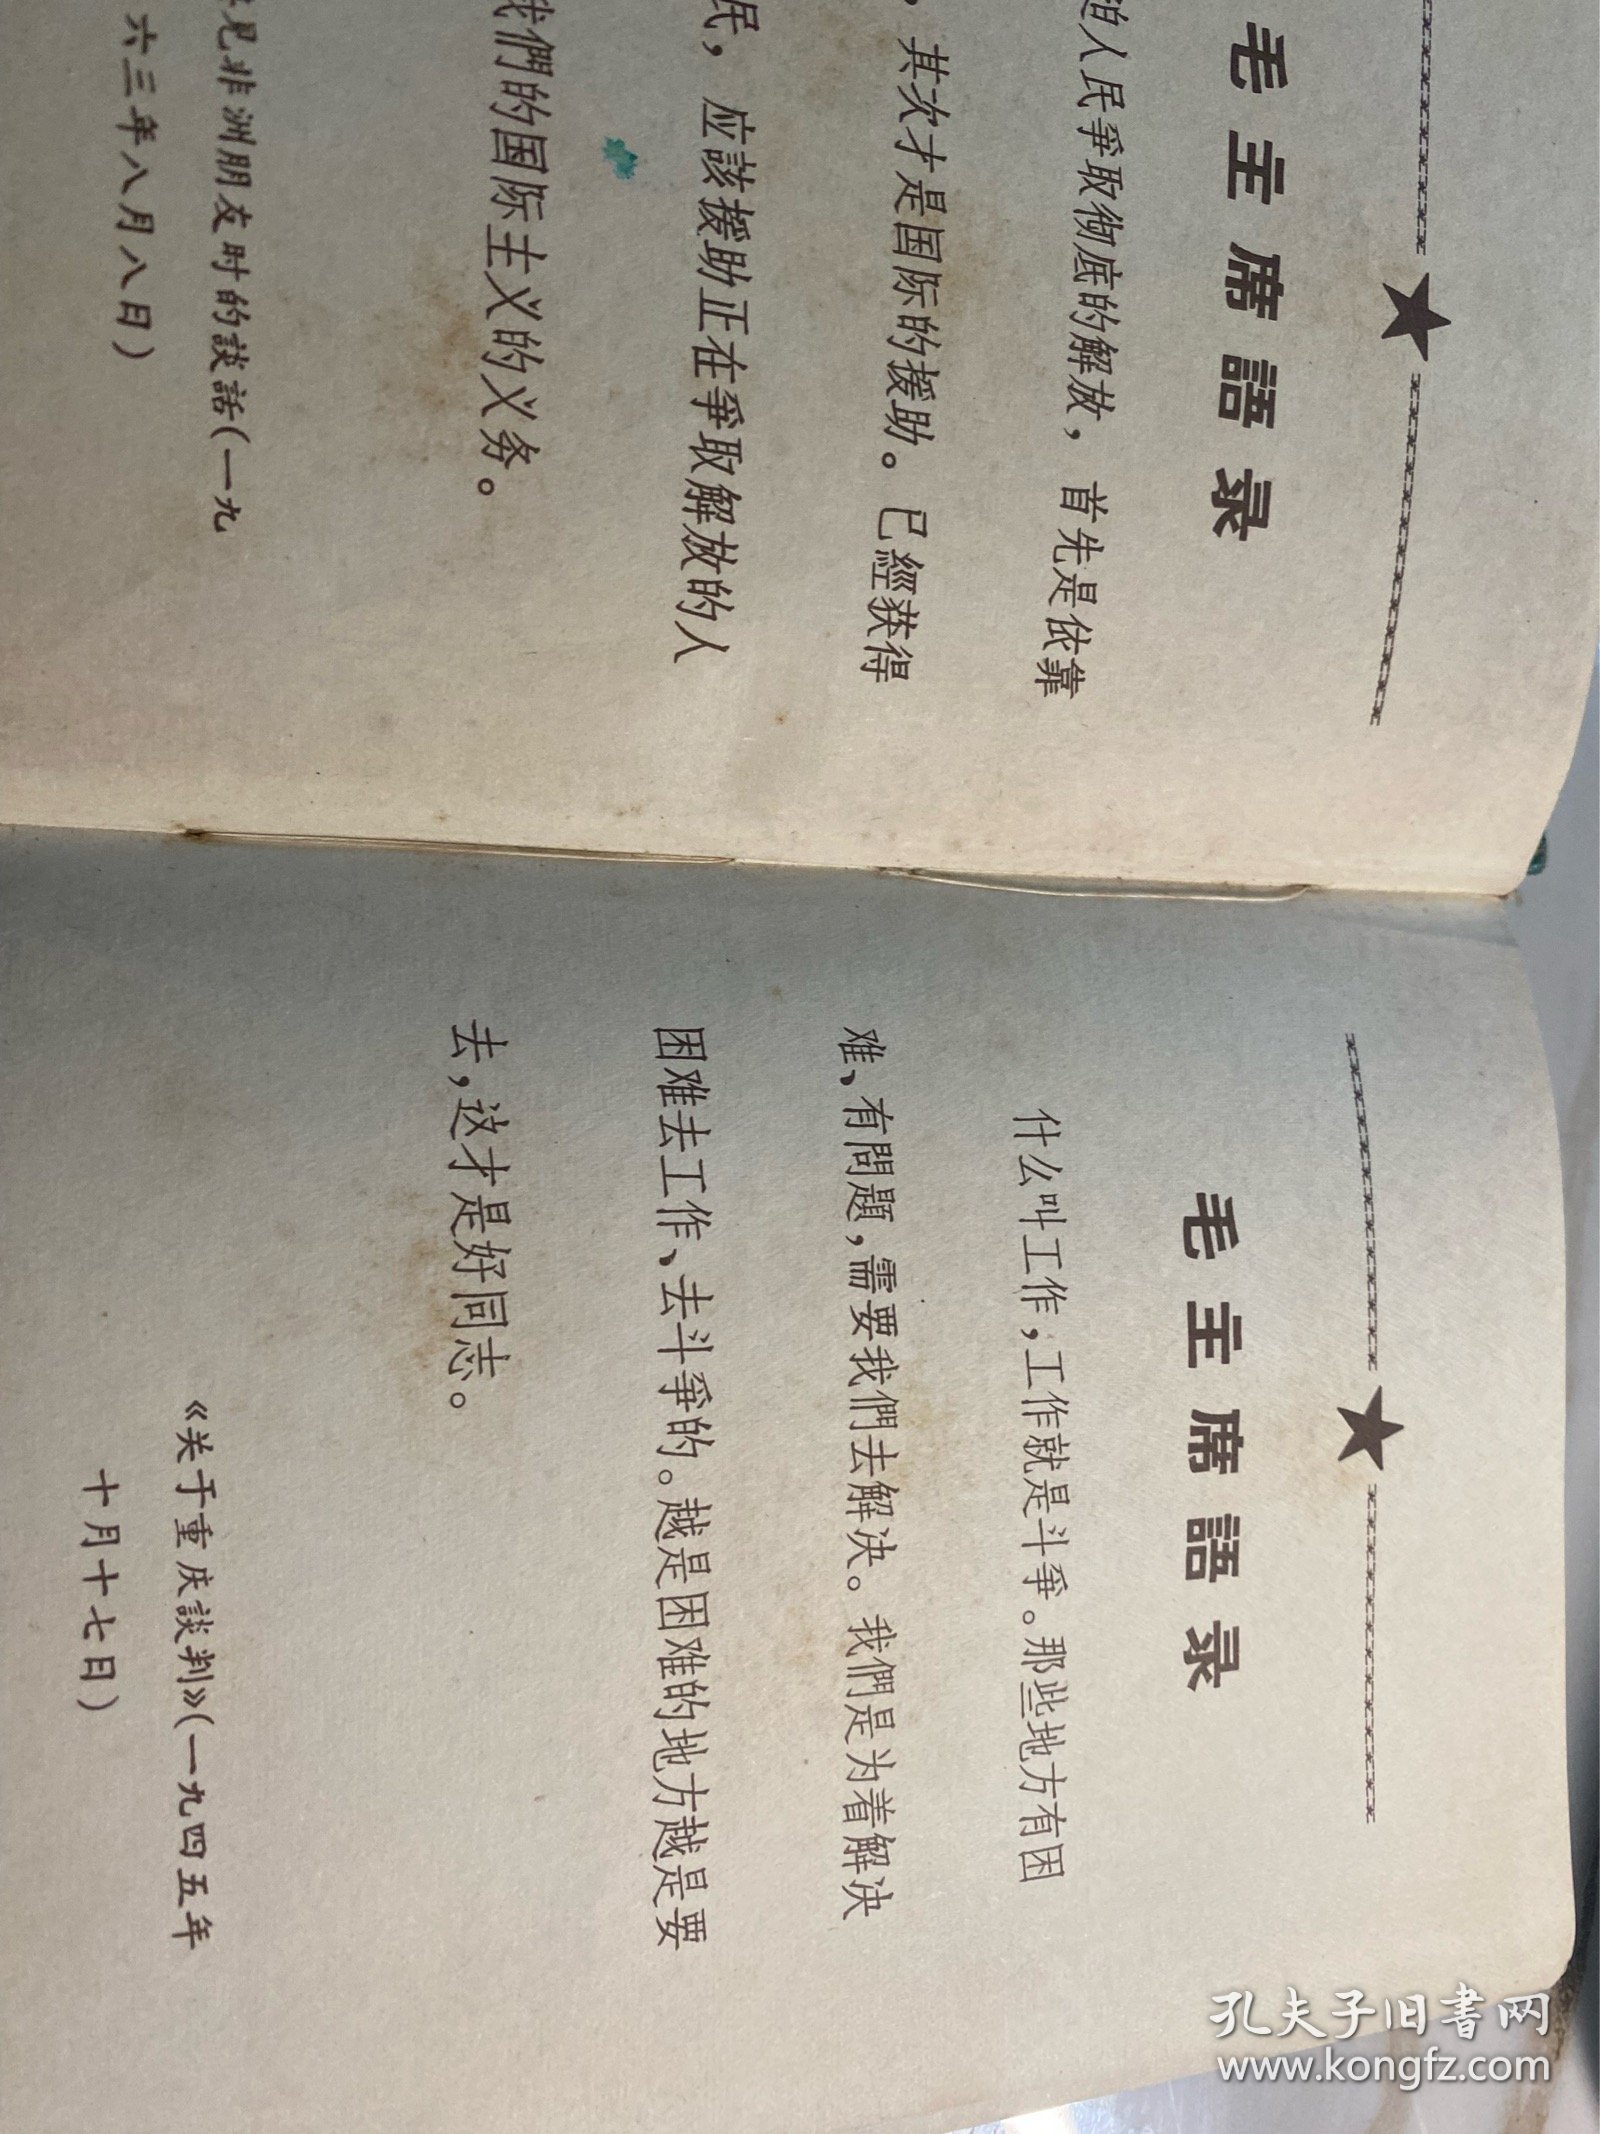 毛主席語录
迫人民爭取彻底的解放，首先是依靠
，其次才是国际的援助。已經获得
民，应該援助正在爭取解放的人
我們的国际主义的义务。
見非洲朋友时的談話(一九
六三年八月八日)
毛主席語录
什么叫工作，工作就是斗爭。那些地方有困
难、有問題，需要我們去解决。我們是为着解决
困难去工作、去斗爭的。越是困难的地方越是要
去，这才是好同志。
《关于重庆談判》(一九四五年
十月十七日)
孔夫子旧書网
www.kongfz.com